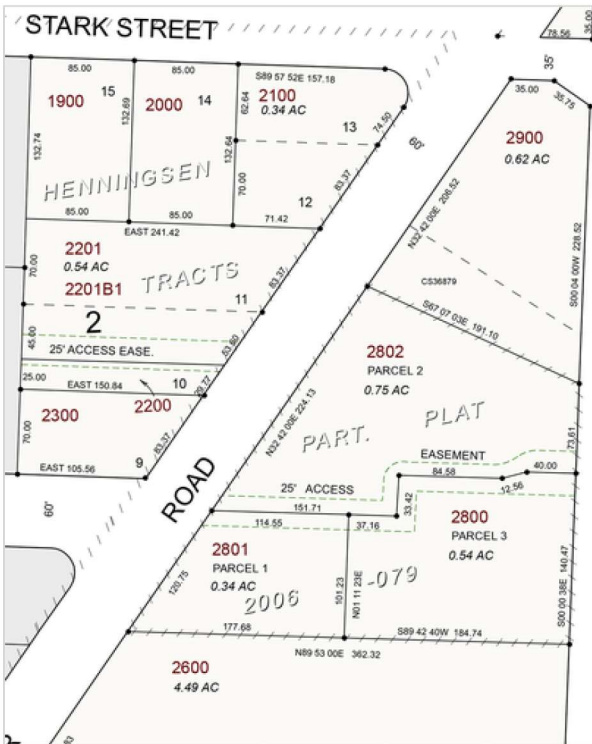 STARK STREET
78.56
35.00
35'
85.00
85.00
S89 57 52E 157.18
35.00
35.75
1900
15
2000
14
2100
0.34 AC
62.64
132.69
132.74
132.64
13
74.50
60'
2900
0.62 AC
HENNINGSEN
70.00
83.37
12
N32 42 00E 206.52
S00 04 00W 228.52
85.00
85.00
71.42
EAST 241.42
2201
0.54 AC
70.00
TRACTS
83.37
CS36879
2201B1
11
S67 07 03E 191.10
2
45.00
53.60
25' ACCESS EASE.
2802
PARCEL 2
0.75 AC
25.00
EAST 150.84
10
29.77
N32 42 00E 224.13
2300
2200
PART. PLAT
73.61
70.00
83.37
EASEMENT
EAST 105.56
9
84.58
40.00
12.56
60'
ROAD
25' ACCESS
151.71
33.42
114.55
37.16
2800
PARCEL 3
0.54 AC
2801
PARCEL 1
0.34 AC
120.75
101.23
N01 11 23E
S00 00 38E 140.47
2006 -079
177.68
S89 42 40W 184.74
N89 53 00E 362.32
2600
4.49 AC